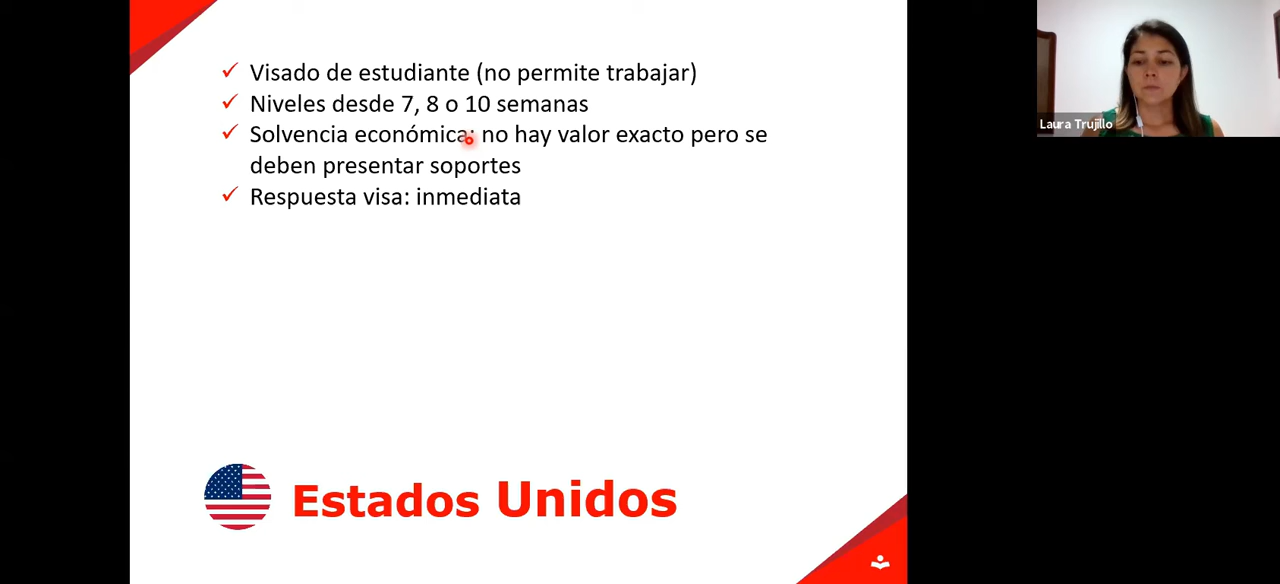 Visado de estudiante (no permite trabajar)
Niveles desde 7, 8 o 10 semanas
Solvencia económica: no hay valor exacto pero se
deben presentar soportes
Respuesta visa: inmediata
Estados Unidos
Laura Trujillo